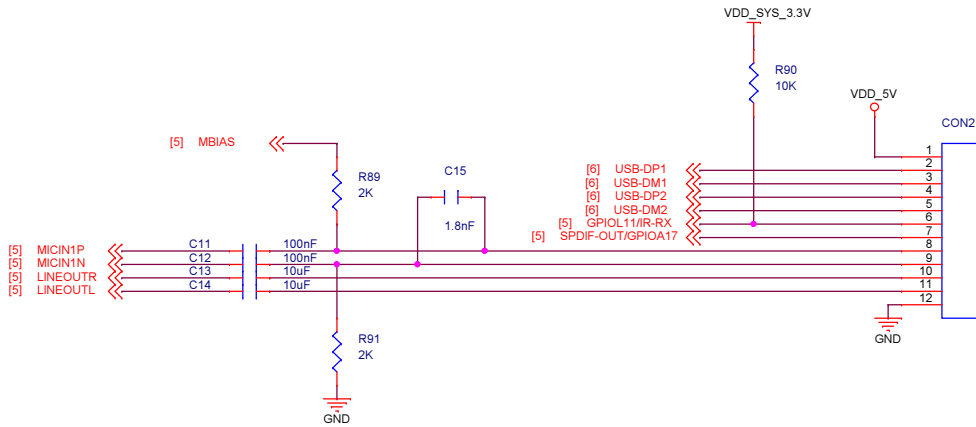 VDD_SYS_3.3V
R90
10K
VDD_5V
CON2
[5] MBIAS
R89
2K
C15
1.8nF
1
[6] USB-DP1 2
[6] USB-DM1 3
[6] USB-DP2 4
[6] USB-DM2 5
[5] GPIOL11/IR-RX 6
[5] SPDIF-OUT/GPIOA17 7
[5] MICIN1P C11 100nF 8
[5] MICIN1N C12 100nF 9
[5] LINEOUTR C13 10uF 10
[5] LINEOUTL C14 10uF 11
12
GND
R91
2K
GND